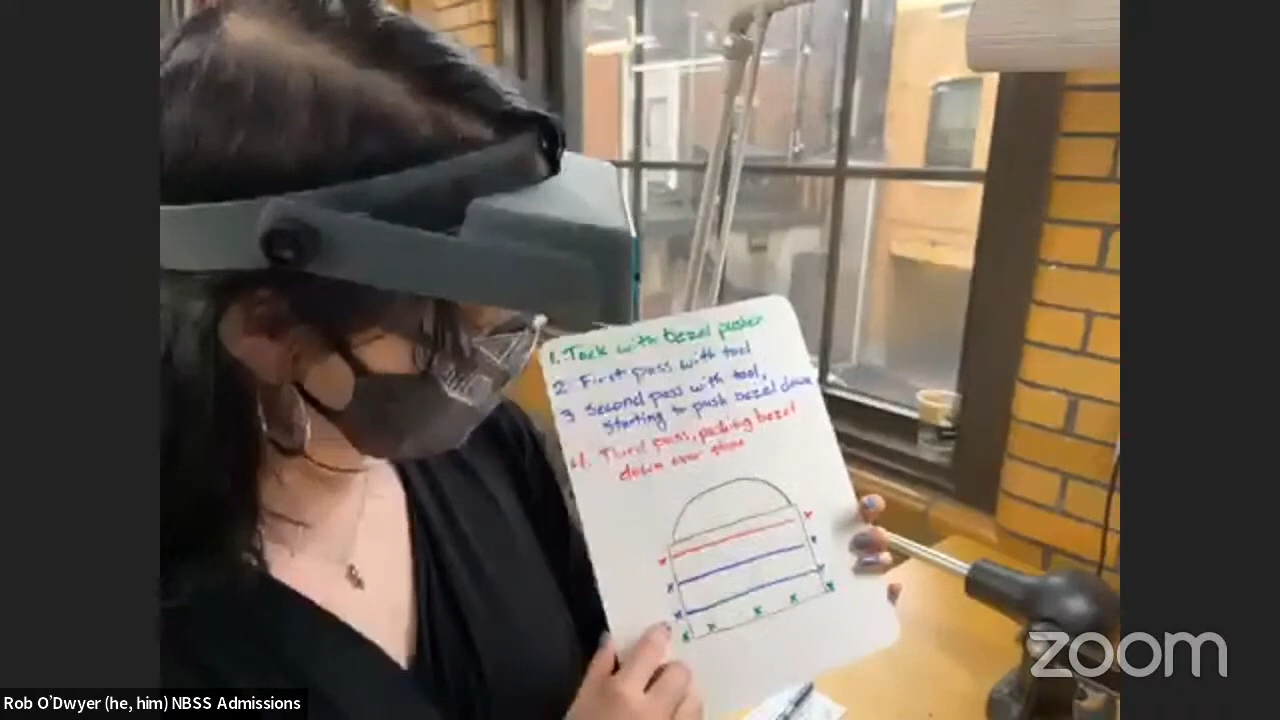 1. Tack with bezel pusher
2. First pass with tool
3 Second pass with tool,
starting to push bezel down
4. Third pass, pushing bezel
down over stone
zoom
Rob O'Dwyer (he, him) NBSS Admissions